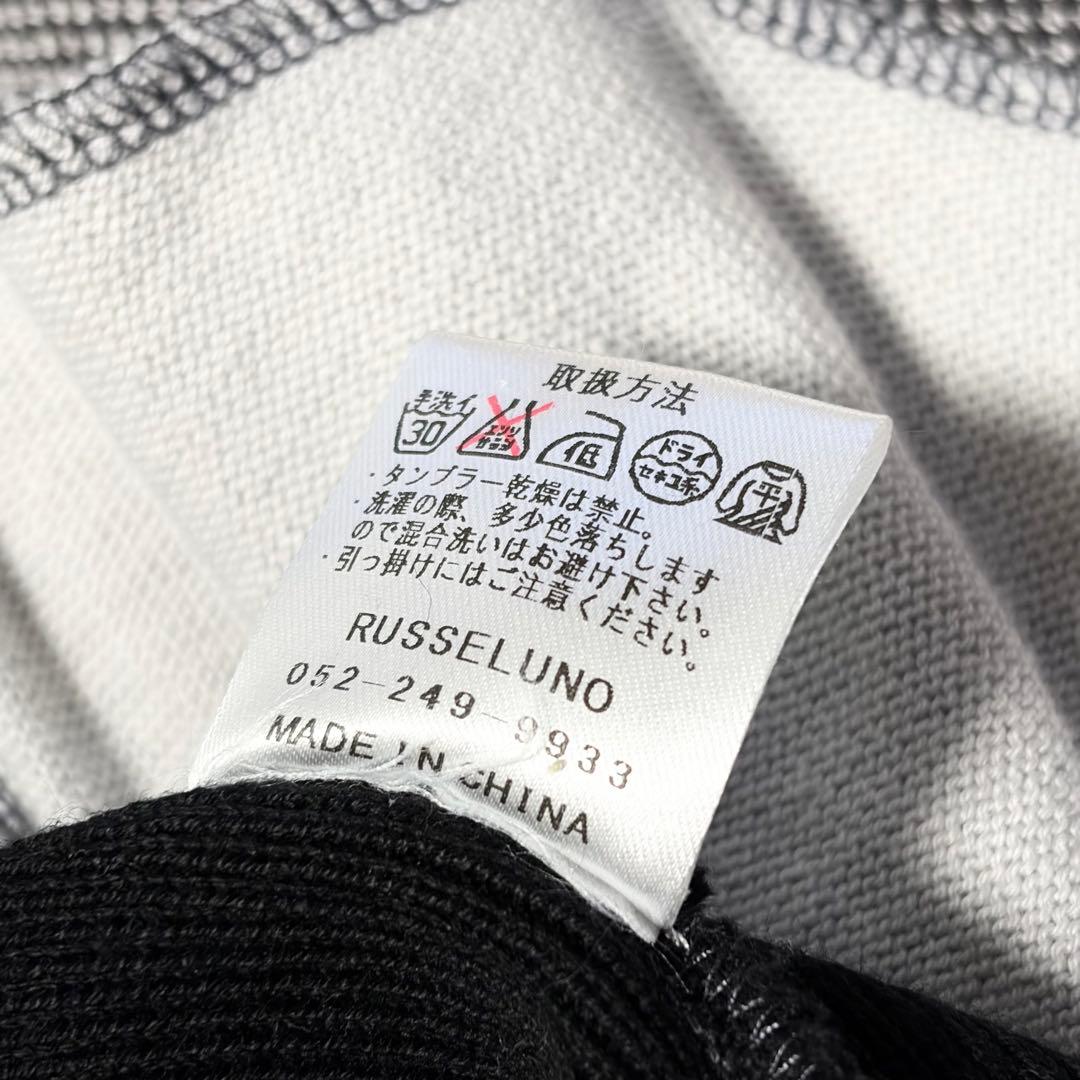 取扱方法
手洗イ 30 エンソ サラシ 低 ドライ セキユ系 平
・タンブラー乾燥は禁止。
・洗濯の際、多少色落ちします
ので混合洗いはお避け下さい。
・引っ掛けにはご注意ください。
RUSSELUNO
052-249-9933
MADE IN CHINA